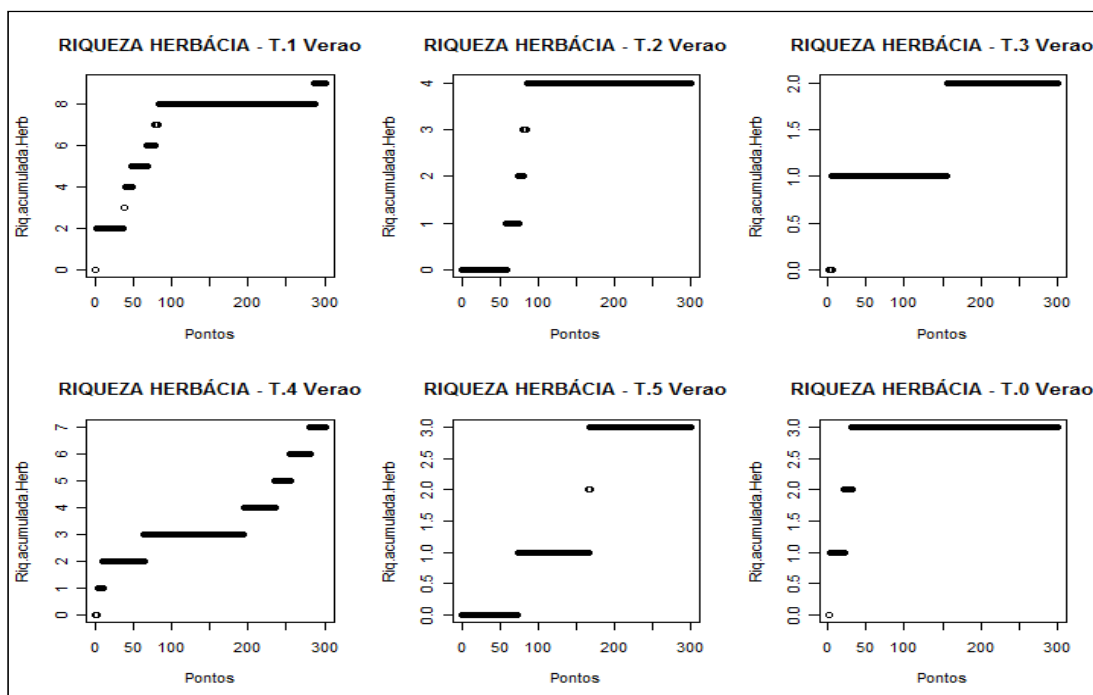 RIQUEZA HERBÁCIA - T.1 Verao
Riq.acumulada.Herb
8
6
4
2
0
0 50 100 200 300
Pontos
RIQUEZA HERBÁCIA - T.2 Verao
Riq.acumulada.Herb
4
3
2
1
0
0 50 100 200 300
Pontos
RIQUEZA HERBÁCIA - T.3 Verao
Riq.acumulada.Herb
2.0
1.5
1.0
0.5
0.0
0 50 100 200 300
Pontos
RIQUEZA HERBÁCIA - T.4 Verao
Riq.acumulada.Herb
7
6
5
4
3
2
1
0
0 50 100 200 300
Pontos
RIQUEZA HERBÁCIA - T.5 Verao
Riq.acumulada.Herb
3.0
2.0
1.5
1.0
0.5
0.0
0 50 100 200 300
Pontos
RIQUEZA HERBÁCIA - T.0 Verao
Riq.acumulada.Herb
3.0
2.0
1.5
1.0
0.5
0.0
0 50 100 200 300
Pontos